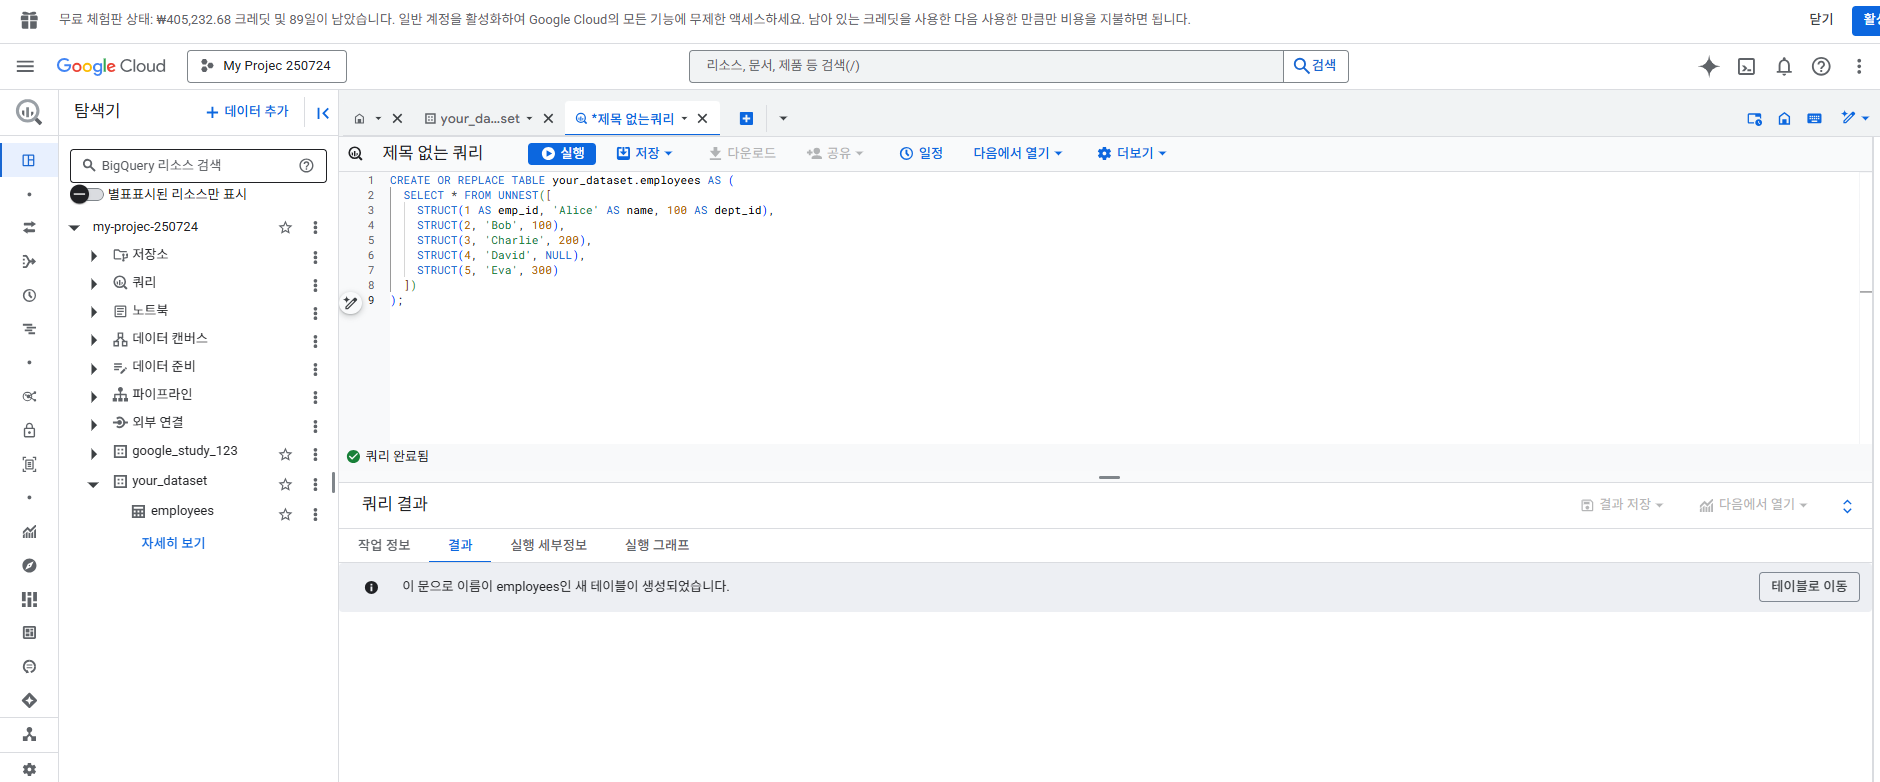 무료 체험판 상태: ₩405,232.68 크레딧 및 89일이 남았습니다. 일반 계정을 활성화하여 Google Cloud의 모든 기능에 무제한 액세스하세요. 남아 있는 크레딧을 사용한 다음 사용한 만큼만 비용을 지불하면 됩니다.
닫기
Google Cloud
My Projec 250724
리소스, 문서, 제품 등 검색(/)
검색
탐색기
데이터 추가
your_da...set
*제목 없는쿼리
BigQuery 리소스 검색
별표표시된 리소스만 표시
my-projec-250724
저장소
쿼리
노트북
데이터 캔버스
데이터 준비
파이프라인
외부 연결
google_study_123
your_dataset
employees
자세히 보기
제목 없는 쿼리
실행
저장
다운로드
공유
일정
다음에서 열기
더보기
1 CREATE OR REPLACE TABLE your_dataset.employees AS (
2 SELECT * FROM UNNEST([
3 STRUCT(1 AS emp_id, 'Alice' AS name, 100 AS dept_id),
4 STRUCT(2, 'Bob', 100),
5 STRUCT(3, 'Charlie', 200),
6 STRUCT(4, 'David', NULL),
7 STRUCT(5, 'Eva', 300)
8 ])
9 );
쿼리 완료됨
쿼리 결과
결과 저장
다음에서 열기
작업 정보
결과
실행 세부정보
실행 그래프
이 문으로 이름이 employees인 새 테이블이 생성되었습니다.
테이블로 이동